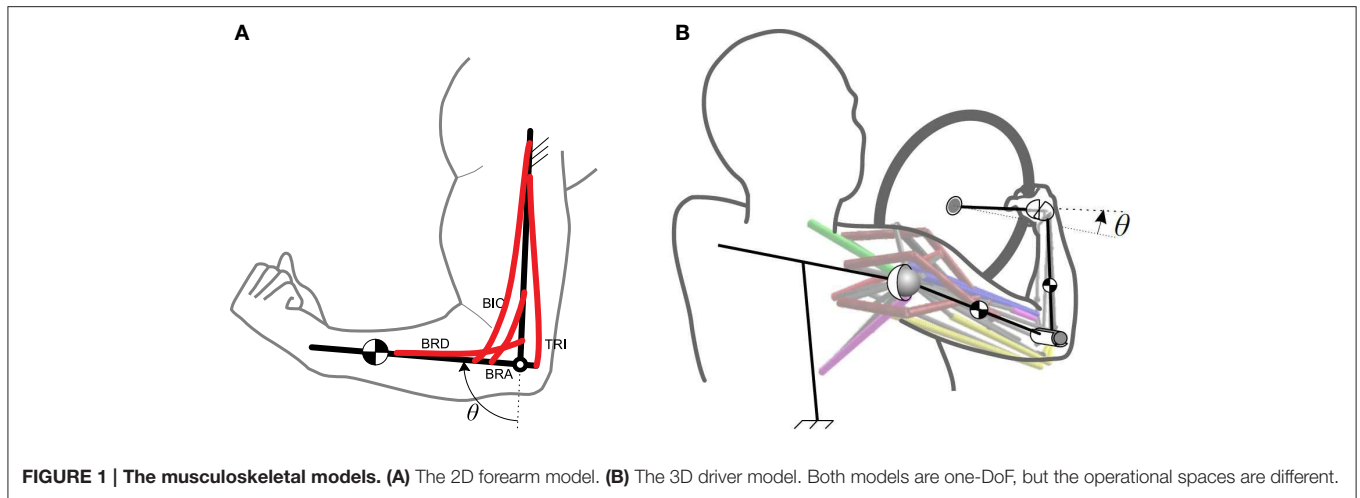 A
B
BIC
BRD
TRI
BRA
θ
θ
FIGURE 1 | The musculoskeletal models. (A) The 2D forearm model. (B) The 3D driver model. Both models are one-DoF, but the operational spaces are different.